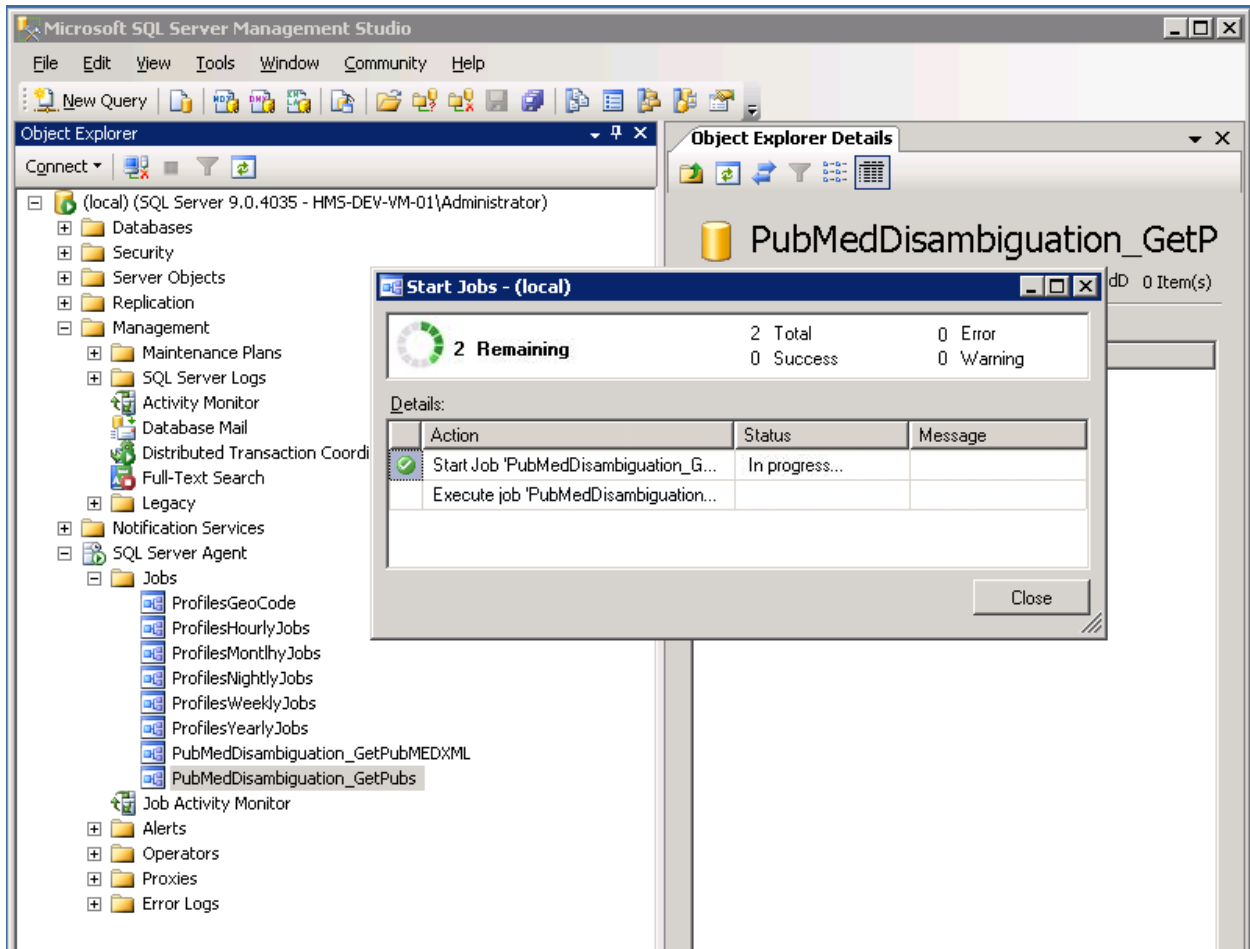 Microsoft SQL Server Management Studio
File Edit View Tools Window Community Help
New Query
Object Explorer
Connect
(local) (SQL Server 9.0.4035 - HMS-DEV-VM-01\Administrator)
Databases
Security
Server Objects
Replication
Management
Maintenance Plans
SQL Server Logs
Activity Monitor
Database Mail
Distributed Transaction Coordi
Full-Text Search
Legacy
Notification Services
SQL Server Agent
Jobs
ProfilesGeoCode
ProfilesHourlyJobs
ProfilesMontlhyJobs
ProfilesNightlyJobs
ProfilesWeeklyJobs
ProfilesYearlyJobs
PubMedDisambiguation_GetPubMEDXML
PubMedDisambiguation_GetPubs
Job Activity Monitor
Alerts
Operators
Proxies
Error Logs
Object Explorer Details
PubMedDisambiguation_GetP
dD 0 Item(s)
Start Jobs - (local)
2 Remaining
2 Total 0 Error
0 Success 0 Warning
Details:
Action Status Message
Start Job 'PubMedDisambiguation_G... In progress...
Execute job 'PubMedDisambiguation...
Close